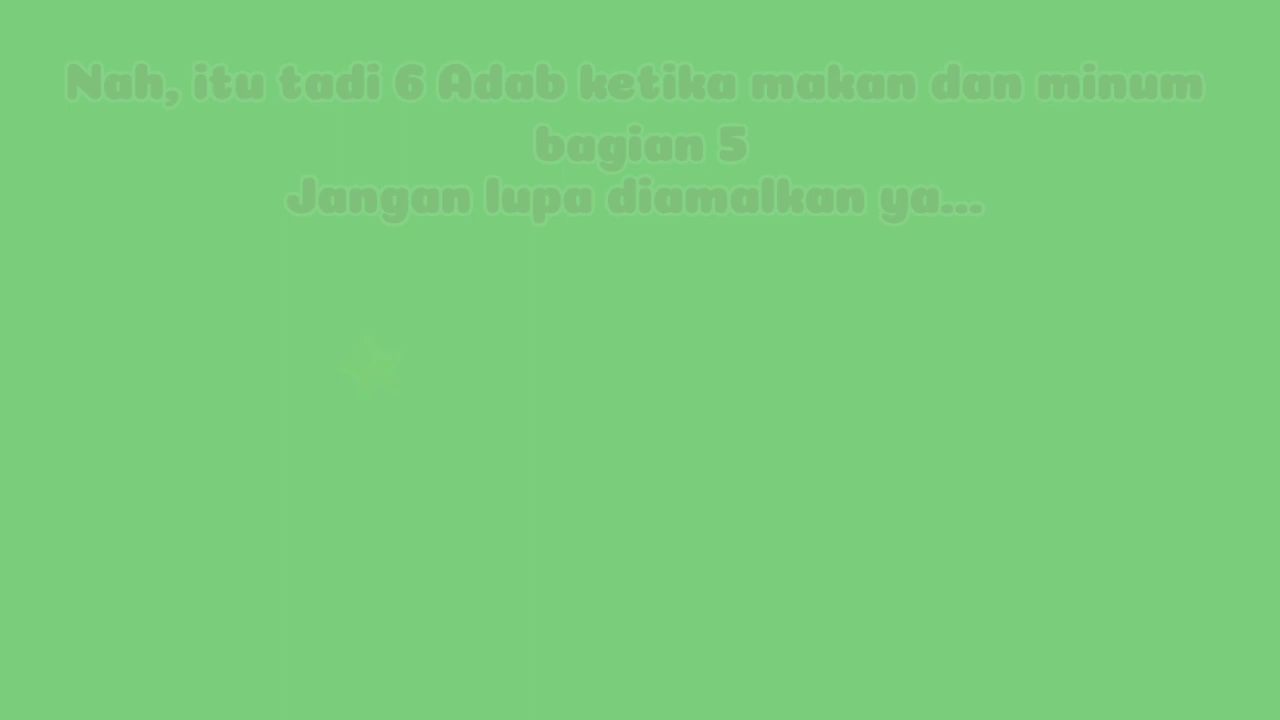 Nah, itu tadi 6 Adab ketika makan dan minum
bagian 5
Jangan lupa diamalkan ya...